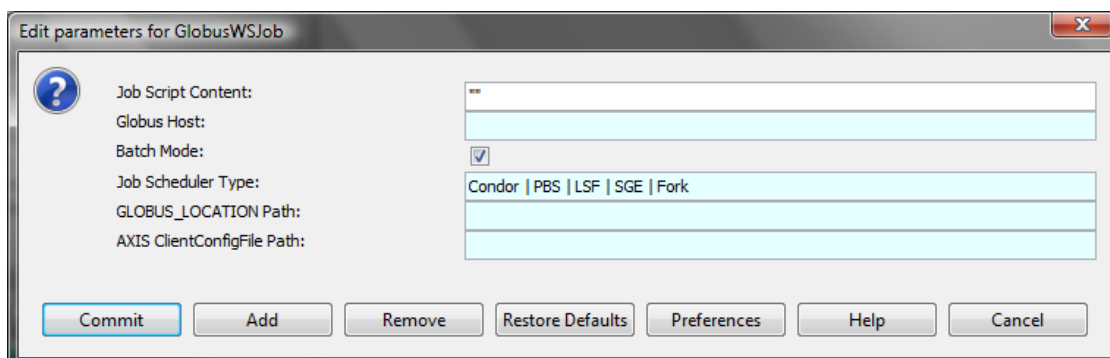 Edit parameters for GlobusWSJob
Job Script Content: ""
Globus Host:
Batch Mode:
Job Scheduler Type: Condor | PBS | LSF | SGE | Fork
GLOBUS_LOCATION Path:
AXIS ClientConfigFile Path:
Commit Add Remove Restore Defaults Preferences Help Cancel